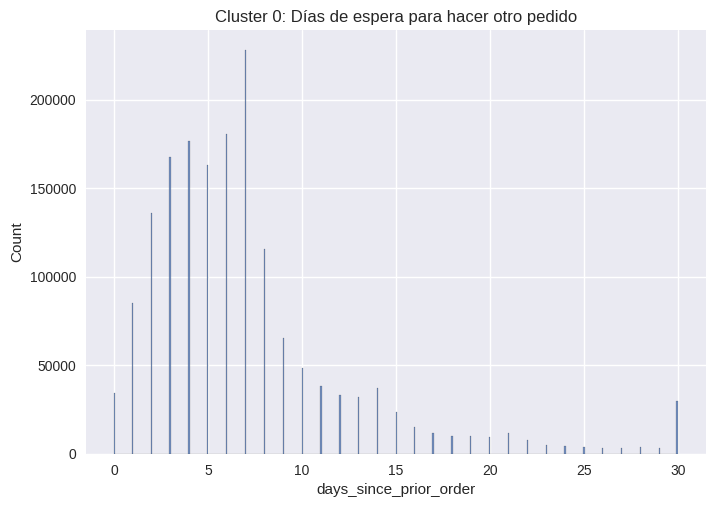 Cluster 0: Días de espera para hacer otro pedido
200000
150000
100000
50000
0
Count
0 5 10 15 20 25 30
days_since_prior_order